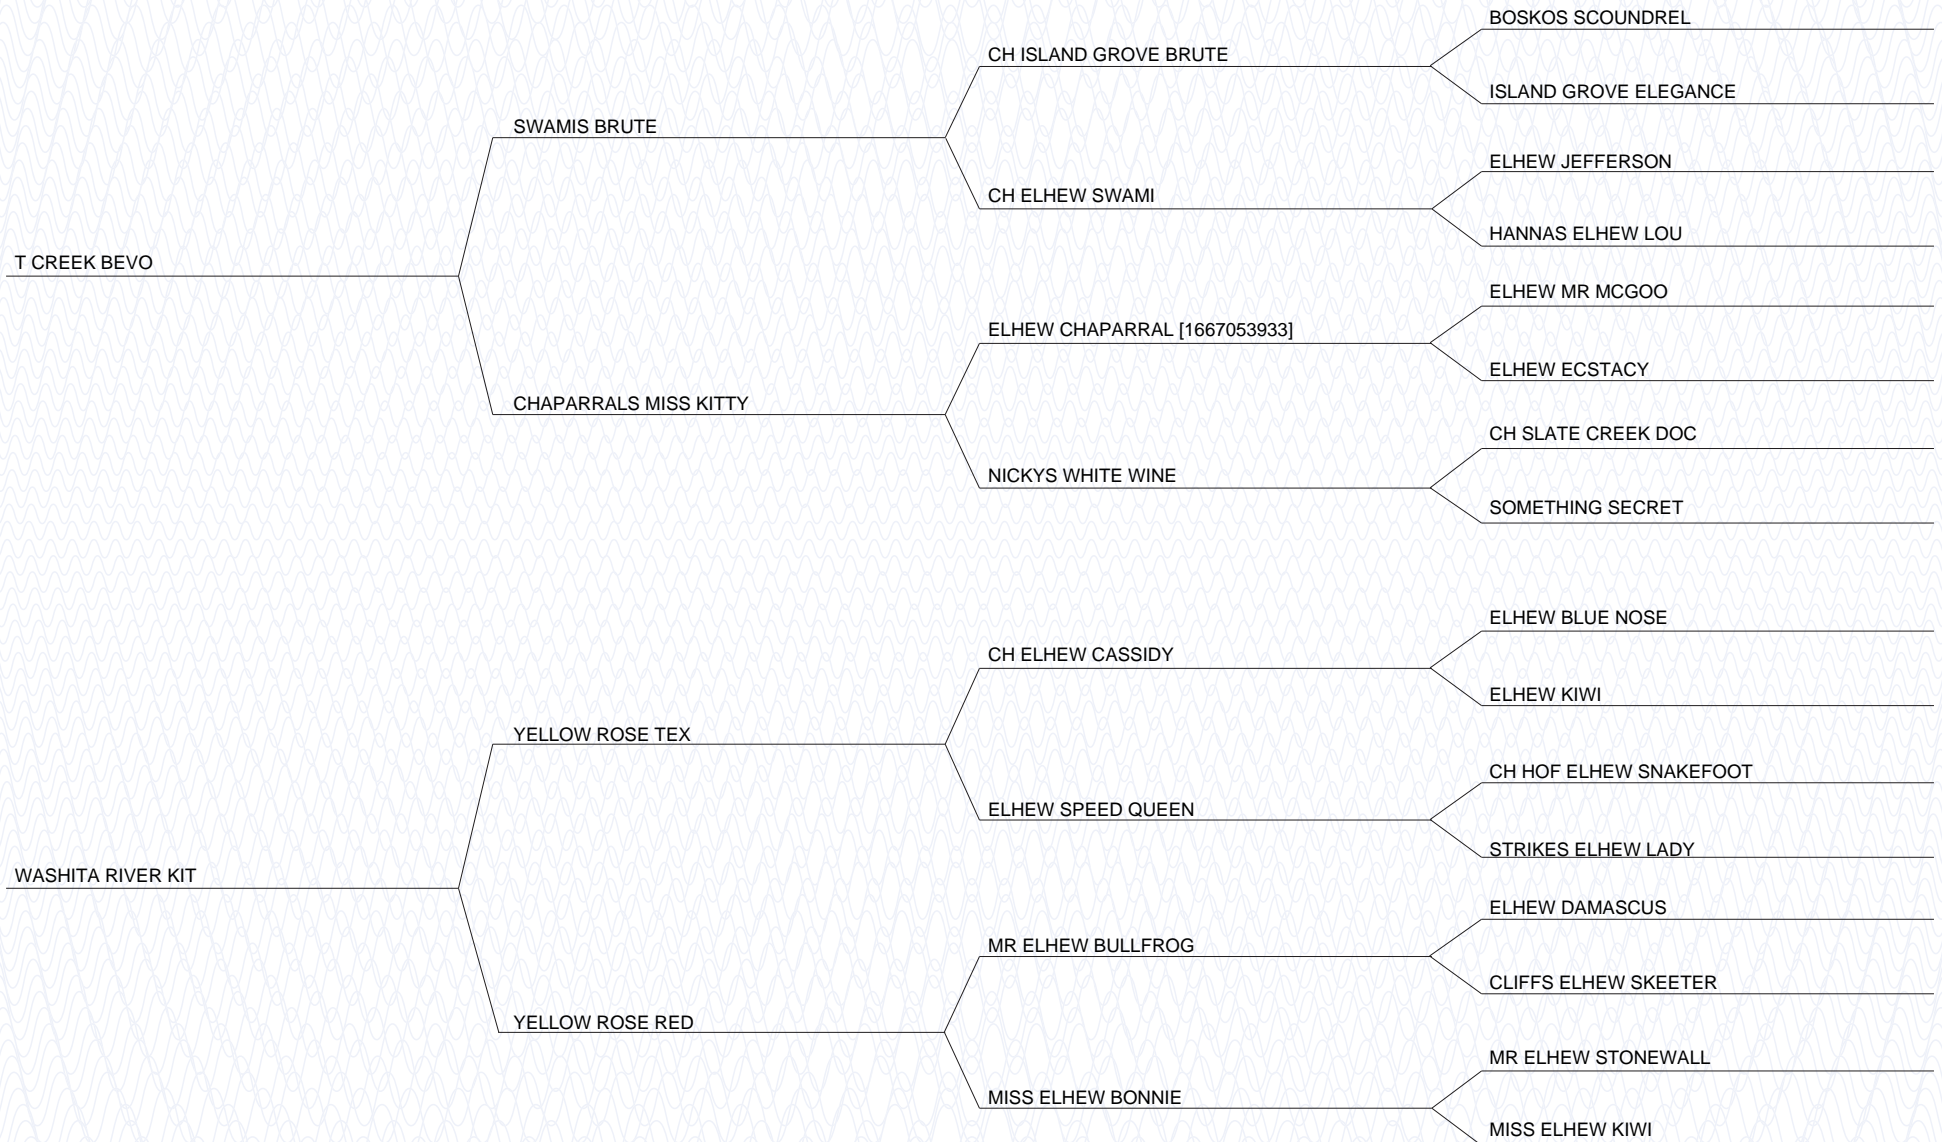 BOSKOS SCOUNDREL
CH ISLAND GROVE BRUTE
ISLAND GROVE ELEGANCE
SWAMIS BRUTE
ELHEW JEFFERSON
CH ELHEW SWAMI
HANNAS ELHEW LOU
T CREEK BEVO
ELHEW MR MCGOO
ELHEW CHAPARRAL [1667053933]
ELHEW ECSTACY
CHAPARRALS MISS KITTY
CH SLATE CREEK DOC
NICKYS WHITE WINE
SOMETHING SECRET
ELHEW BLUE NOSE
CH ELHEW CASSIDY
ELHEW KIWI
YELLOW ROSE TEX
CH HOF ELHEW SNAKEFOOT
ELHEW SPEED QUEEN
STRIKES ELHEW LADY
WASHITA RIVER KIT
ELHEW DAMASCUS
MR ELHEW BULLFROG
CLIFFS ELHEW SKEETER
YELLOW ROSE RED
MR ELHEW STONEWALL
MISS ELHEW BONNIE
MISS ELHEW KIWI